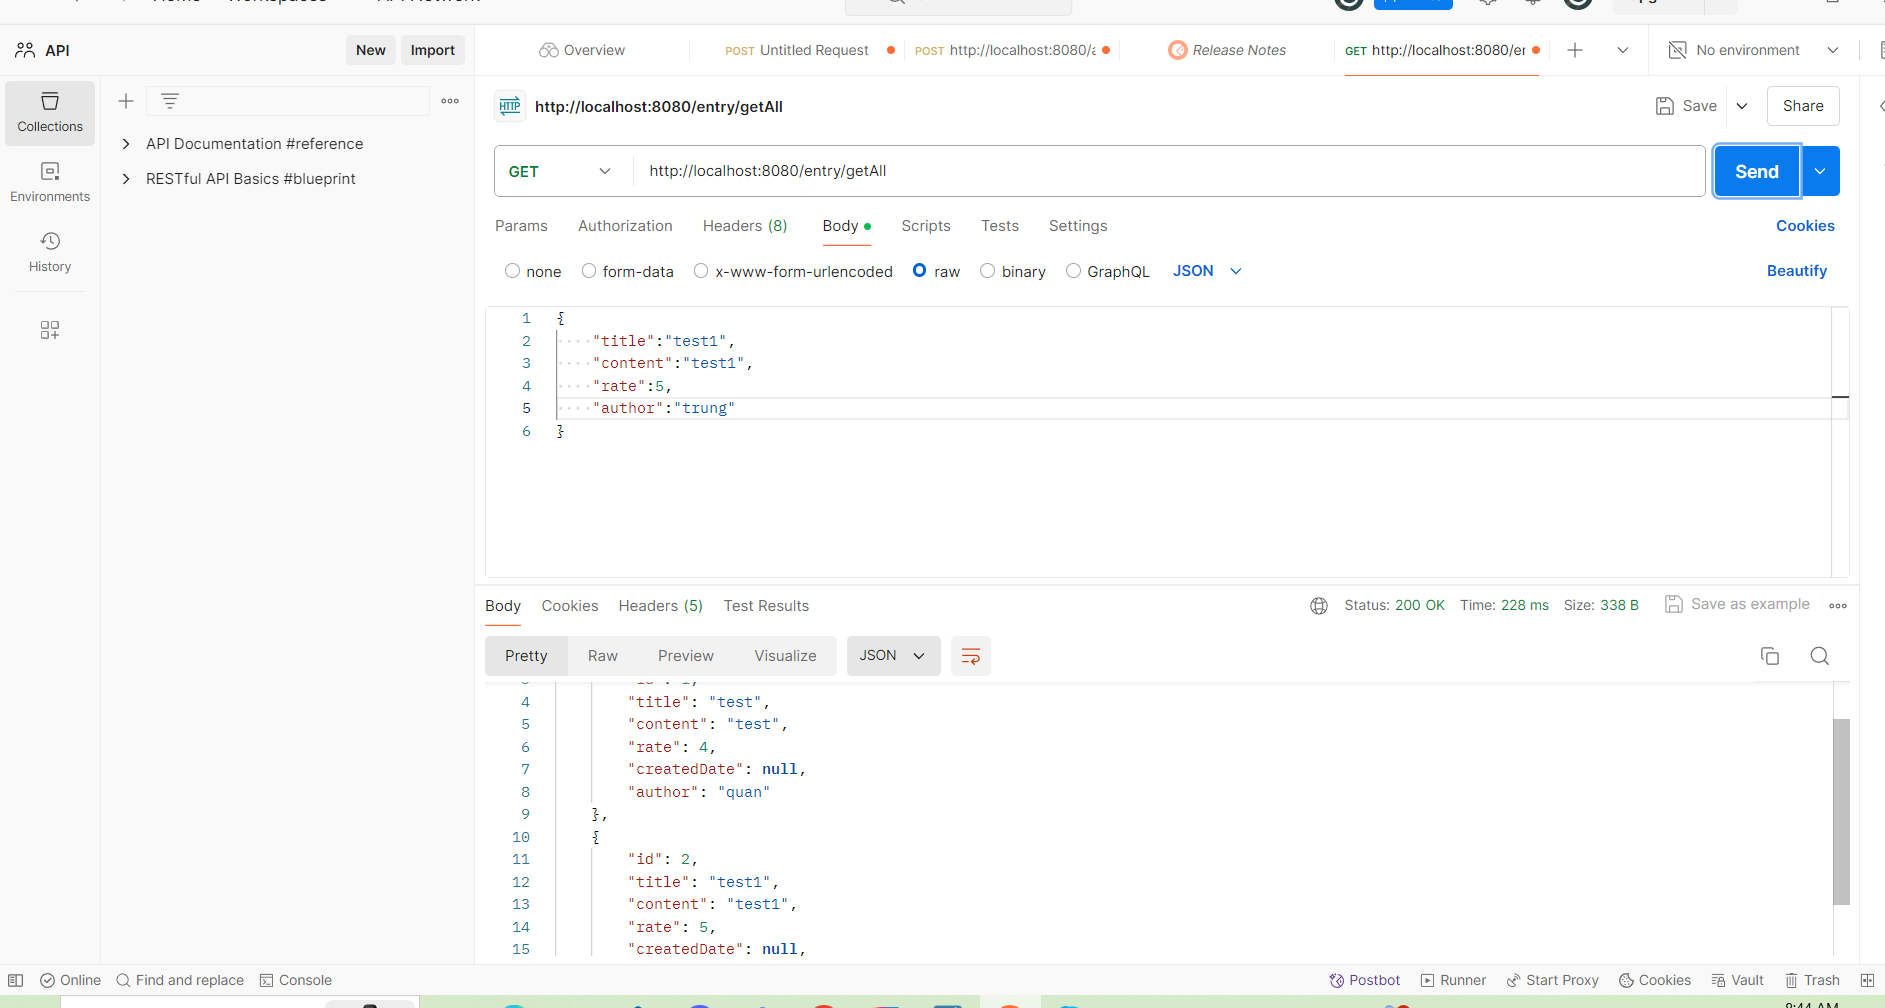 API
New
Import
Overview
POST Untitled Request
POST http://localhost:8080/
Release Notes
GET http://localhost:8080/
No environment
Collections
Environments
History
API Documentation #reference
RESTful API Basics #blueprint
HTTP
http://localhost:8080/entry/getAll
Save
Share
GET
http://localhost:8080/entry/getAll
Send
Params
Authorization
Headers (8)
Body
Scripts
Tests
Settings
Cookies
none
form-data
x-www-form-urlencoded
raw
binary
GraphQL
JSON
Beautify
1 {
2 "title":"test1",
3 "content":"test1",
4 "rate":5,
5 "author":"trung"
6 }
Body
Cookies
Headers (5)
Test Results
Status: 200 OK
Time: 228 ms
Size: 338 B
Save as example
Pretty
Raw
Preview
Visualize
JSON
4 "title": "test",
5 "content": "test",
6 "rate": 4,
7 "createdDate": null,
8 "author": "quan"
9 },
10 {
11 "id": 2,
12 "title": "test1",
13 "content": "test1",
14 "rate": 5,
15 "createdDate": null,
Online
Find and replace
Console
Postbot
Runner
Start Proxy
Cookies
Vault
Trash